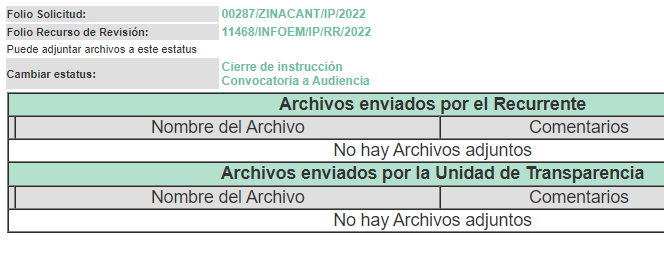 Folio Solicitud: 00287/ZINACANT/IP/2022
Folio Recurso de Revisión: 11468/INFOEM/IP/RR/2022
Puede adjuntar archivos a este estatus
Cambiar estatus: Cierre de instrucción
Convocatoria a Audiencia
Archivos enviados por el Recurrente
Nombre del Archivo Comentarios
No hay Archivos adjuntos
Archivos enviados por la Unidad de Transparencia
Nombre del Archivo Comentarios
No hay Archivos adjuntos